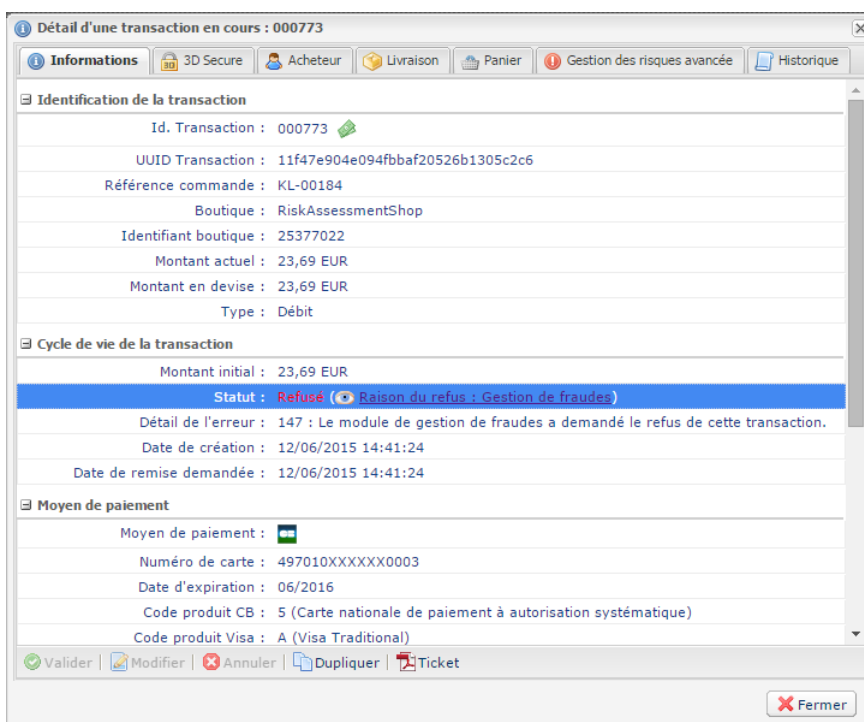 Détail d'une transaction en cours : 000773
Informations 3D Secure Acheteur Livraison Panier Gestion des risques avancée Historique
Identification de la transaction
Id. Transaction : 000773
UUID Transaction : 11f47e904e094fbbaf20526b1305c2c6
Référence commande : KL-00184
Boutique : RiskAssessmentShop
Identifiant boutique : 25377022
Montant actuel : 23,69 EUR
Montant en devise : 23,69 EUR
Type : Débit
Cycle de vie de la transaction
Montant initial : 23,69 EUR
Statut : Refusé ( Raison du refus : Gestion de fraudes)
Détail de l'erreur : 147 : Le module de gestion de fraudes a demandé le refus de cette transaction.
Date de création : 12/06/2015 14:41:24
Date de remise demandée : 12/06/2015 14:41:24
Moyen de paiement
Moyen de paiement : CB
Numéro de carte : 497010XXXXXX0003
Date d'expiration : 06/2016
Code produit CB : 5 (Carte nationale de paiement à autorisation systématique)
Code produit Visa : A (Visa Traditional)
Valider | Modifier | Annuler | Dupliquer | Ticket
Fermer